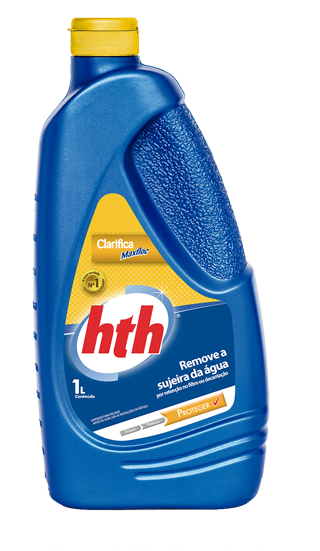 Clarifica
Maxfloc
Nº1
hth
®
Remove a
sujeira da água
por retenção no filtro ou decantação
1L
Conteúdo
PROTEGER